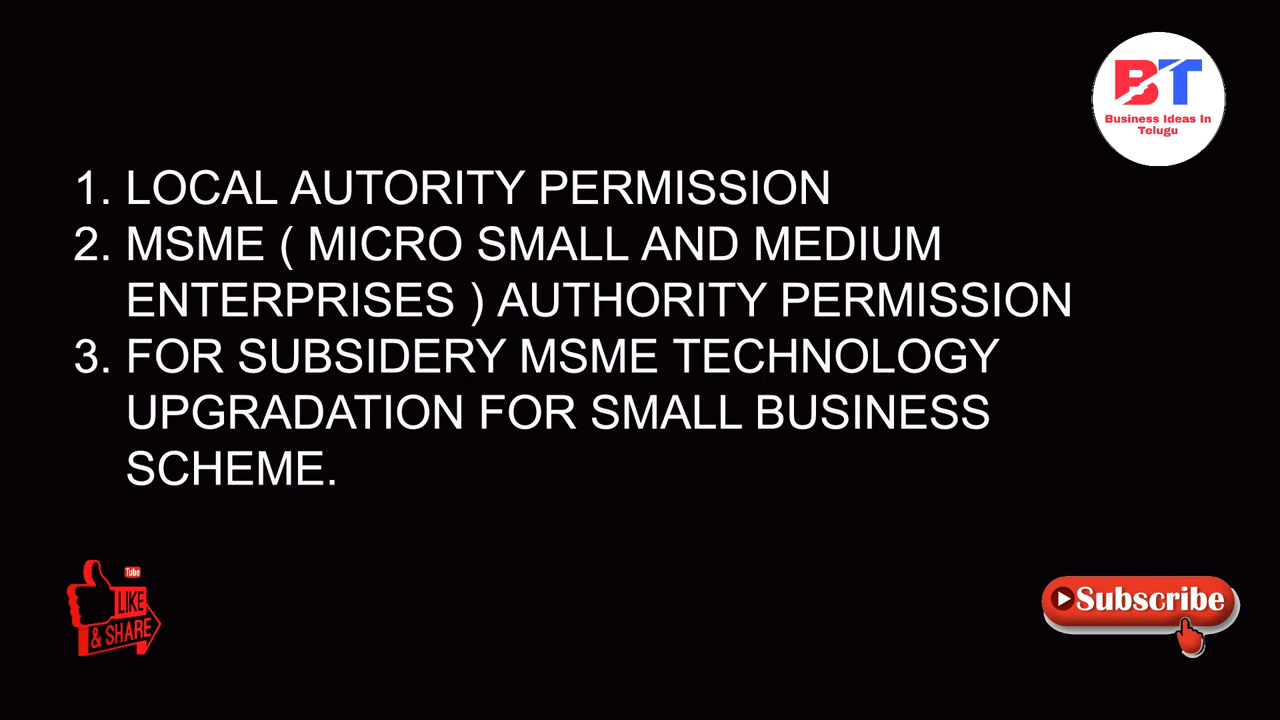 BT
Business Ideas In
Telugu
1. LOCAL AUTORITY PERMISSION
2. MSME ( MICRO SMALL AND MEDIUM
ENTERPRISES ) AUTHORITY PERMISSION
3. FOR SUBSIDERY MSME TECHNOLOGY
UPGRADATION FOR SMALL BUSINESS
SCHEME.
Tube
LIKE
& SHARE
Subscribe